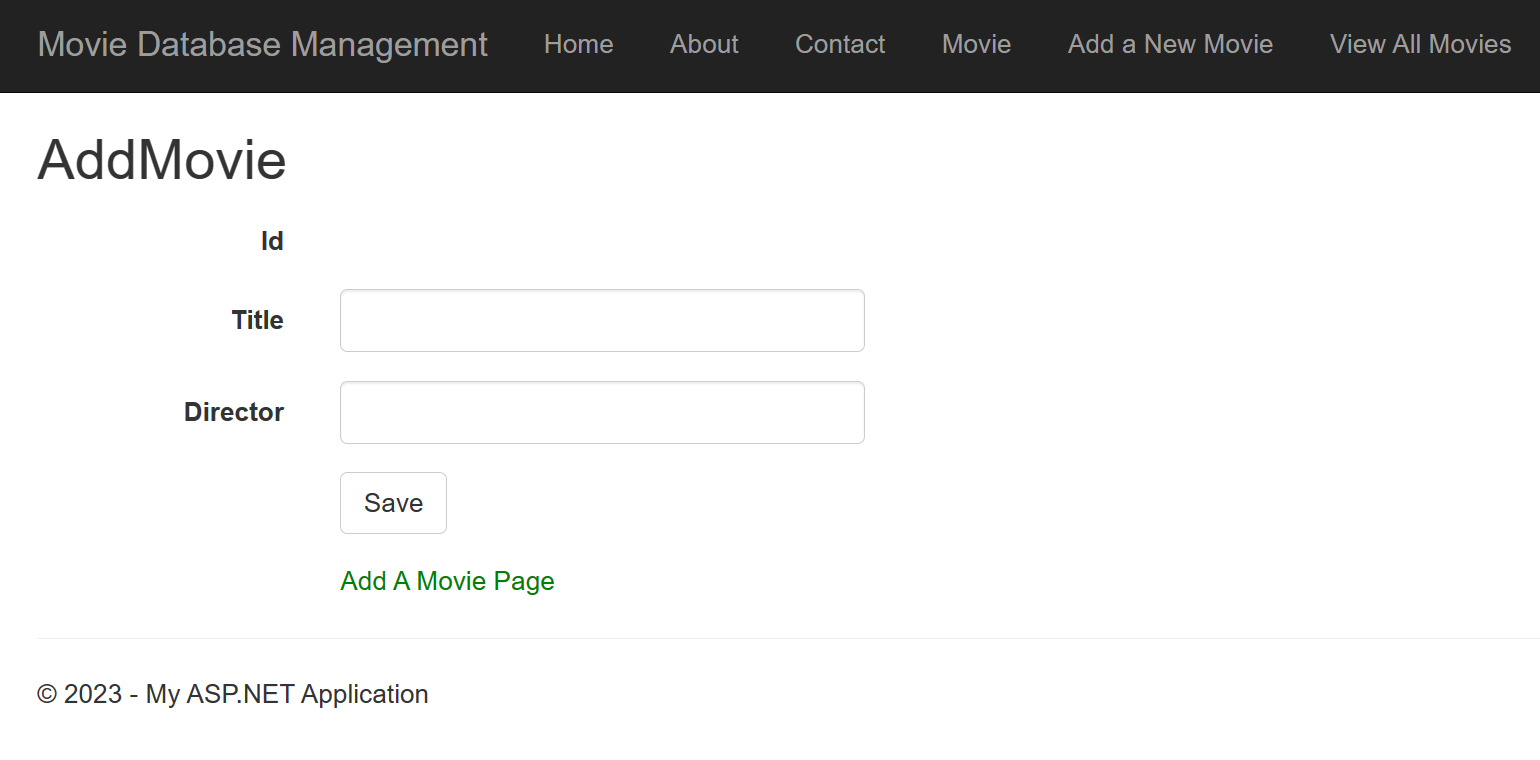 Movie Database Management Home About Contact Movie Add a New Movie View All Movies
AddMovie
Id
Title
Director
Save
Add A Movie Page
© 2023 - My ASP.NET Application